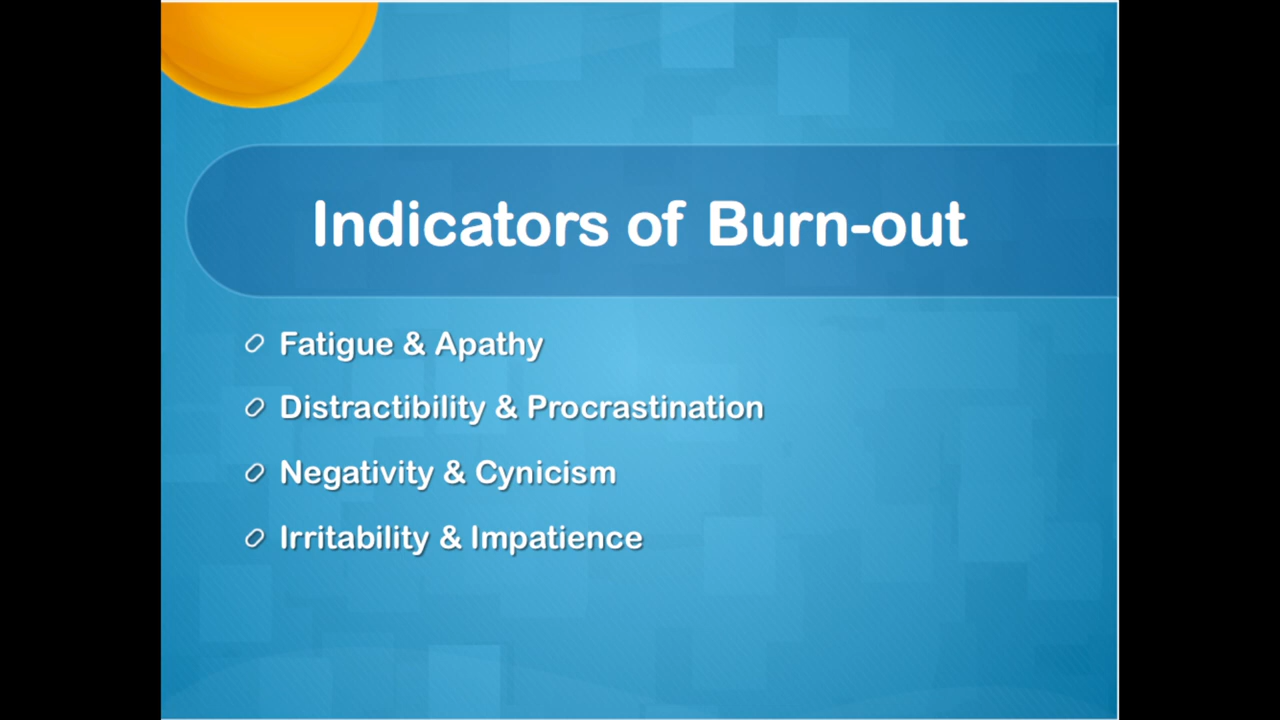 Indicators of Burn-out
Fatigue & Apathy
Distractibility & Procrastination
Negativity & Cynicism
Irritability & Impatience